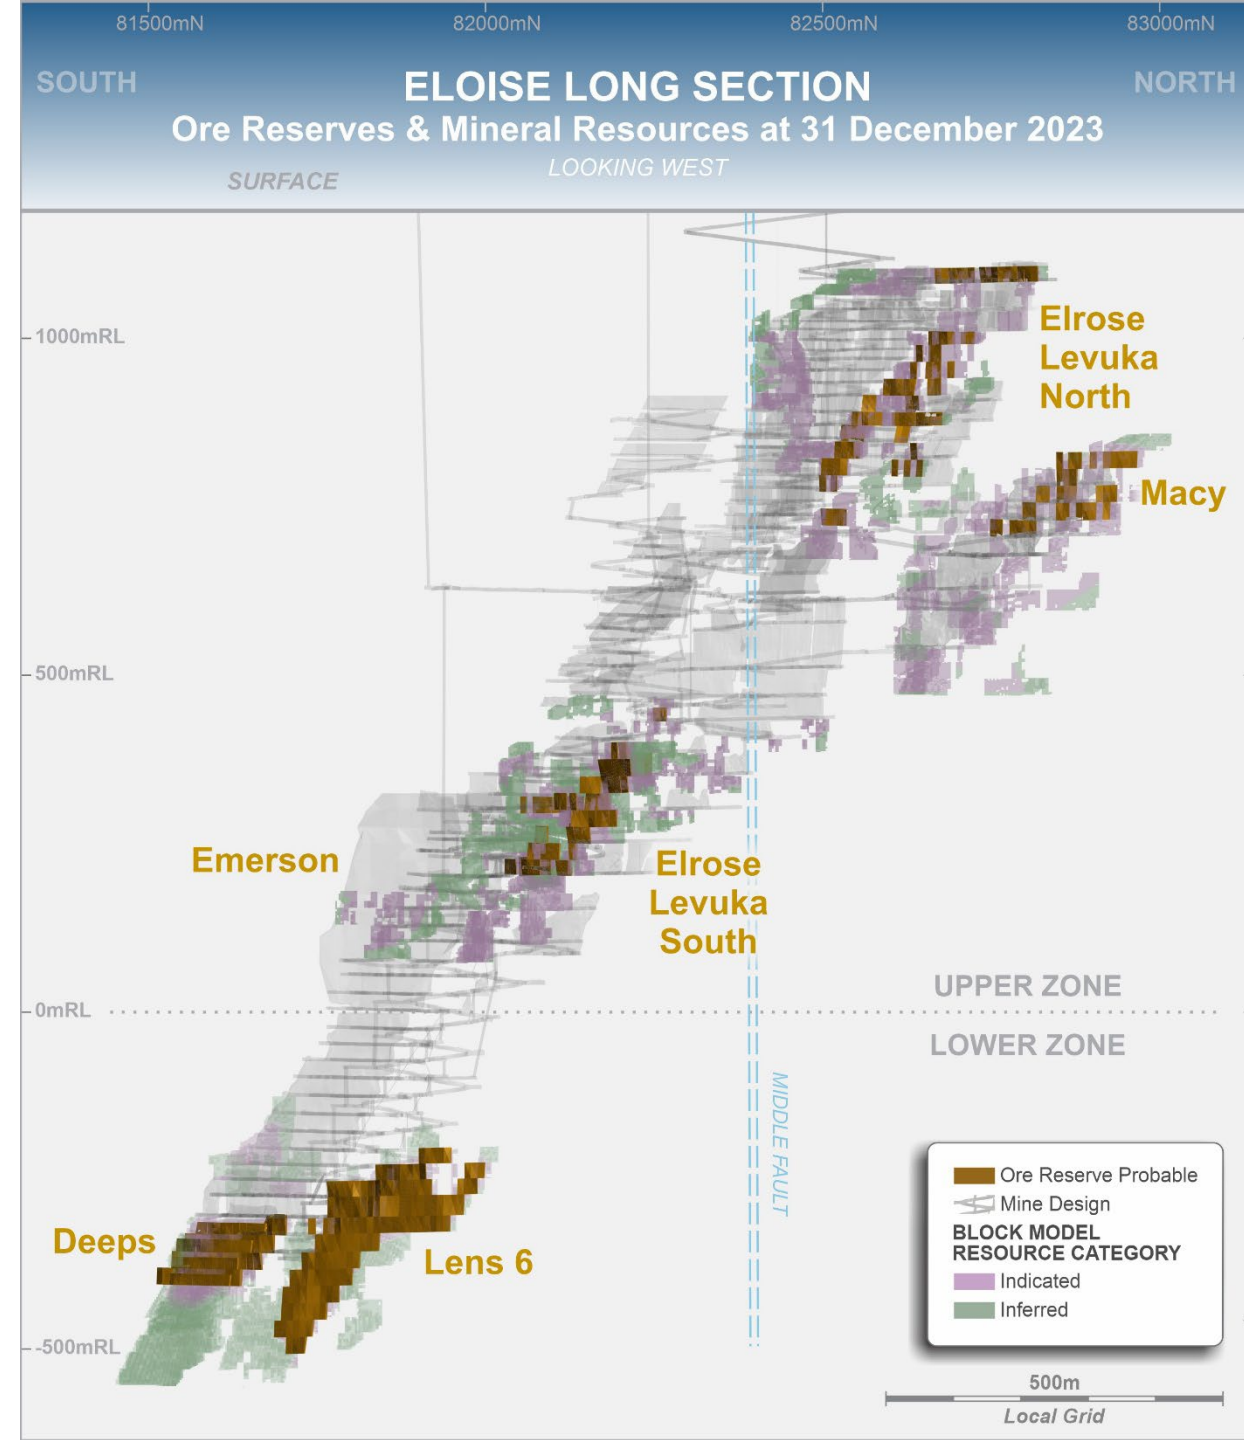 81500mN
82000mN
82500mN
83000mN
SOUTH
NORTH
ELOISE LONG SECTION
Ore Reserves & Mineral Resources at 31 December 2023
LOOKING WEST
SURFACE
1000mRL
Elrose
Levuka
North
Macy
500mRL
Emerson
Elrose
Levuka
South
UPPER ZONE
0mRL
LOWER ZONE
MIDDLE FAULT
Deeps
Lens 6
-500mRL
Ore Reserve Probable
Mine Design
BLOCK MODEL
RESOURCE CATEGORY
Indicated
Inferred
500m
Local Grid